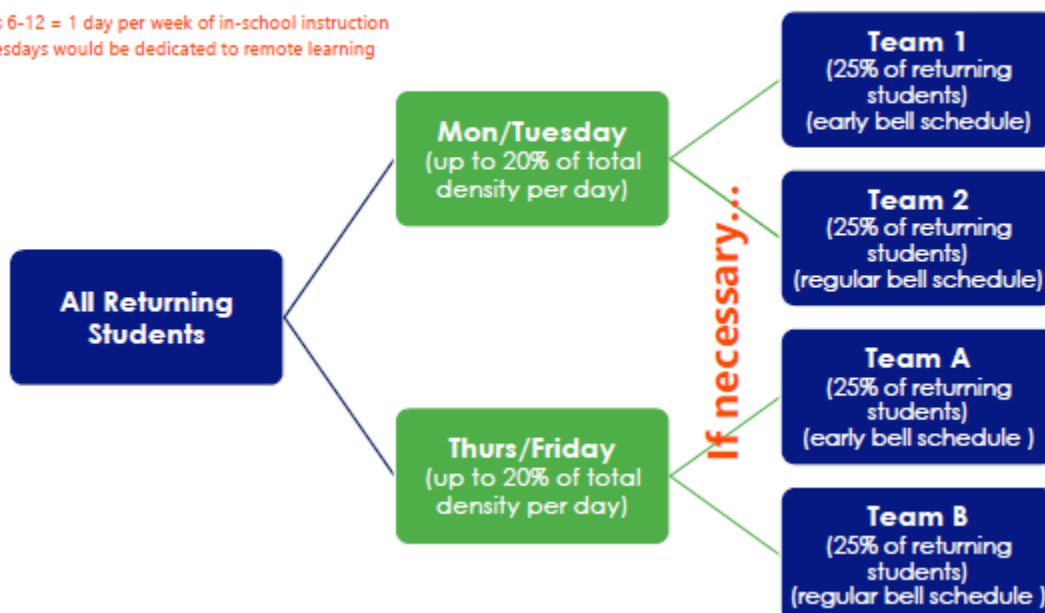 6-12 = 1 day per week of in-school instruction
would be dedicated to remote learning
All Returning
Students
Mon/Tuesday
(up to 20% of total
density per day)
Thurs/Friday
(up to 20% of total
density per day)
If necessary...
Team 1
(25% of returning
students)
(early bell schedule)
Team 2
(25% of returning
students)
(regular bell schedule)
Team A
(25% of returning
students)
(early bell schedule )
Team B
(25% of returning
students)
(regular bell schedule )